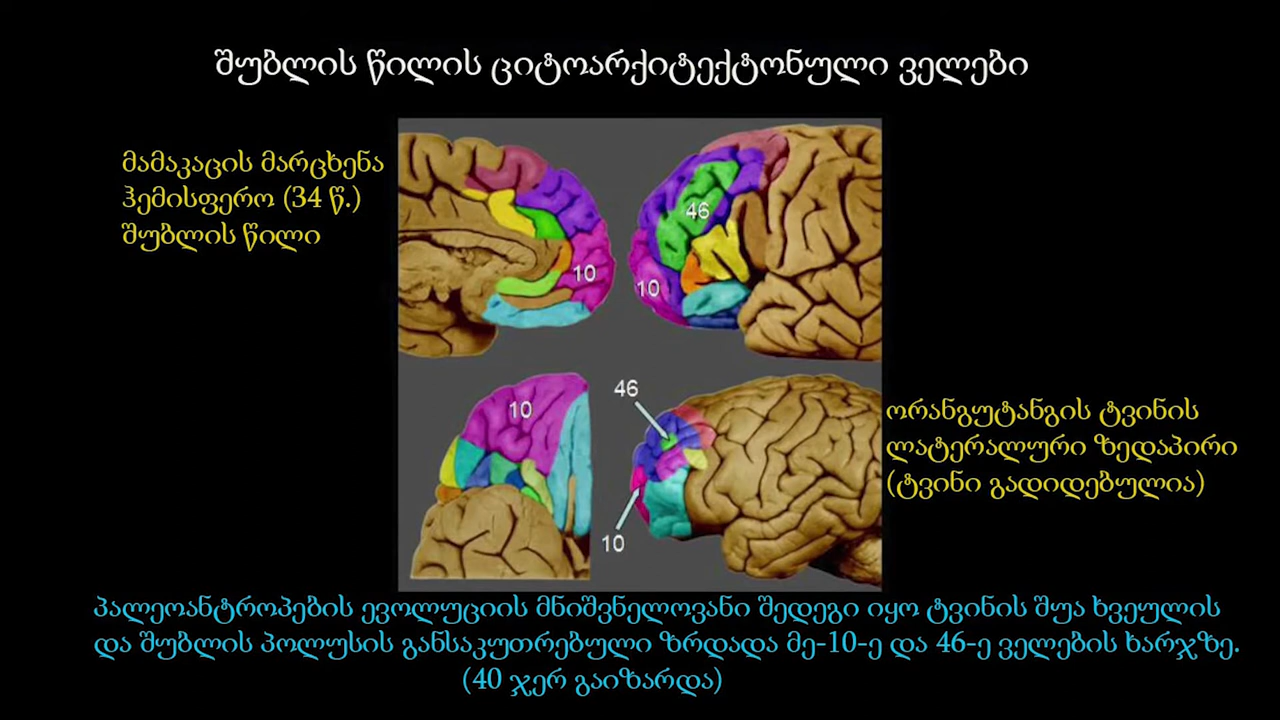 შუბლის წილის ციტოარქიტექტონული ველები
მამაკაცის მარცხენა
ჰემისფერო (34 წ.)
შუბლის წილი
46
10
10
10
46
10
ორანგუტანგის ტვინის
ლატერალური ზედაპირი
(ტვინი გადიდებულია)
პალეოანტროპების ევოლუციის მნიშვნელოვანი შედეგი იყო ტვინის შუა ხვეულის
და შუბლის პოლუსის განსაკუთრებული ზრდადა მე-10-ე და 46-ე ველების ხარჯზე.
(40 ჯერ გაიზარდა)